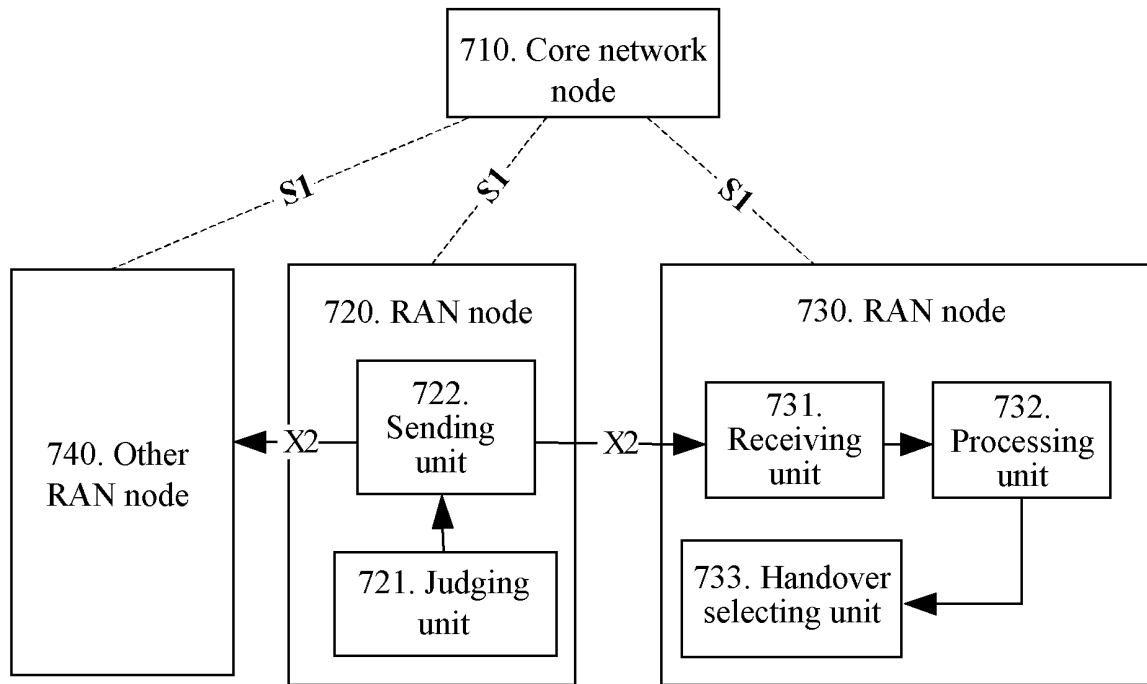 710. Core network
node
S1
S1
S1
720. RAN node
730. RAN node
740. Other
RAN node
X2
722.
Sending
unit
X2
731.
Receiving
unit
732.
Processing
unit
721. Judging
unit
733. Handover
selecting unit